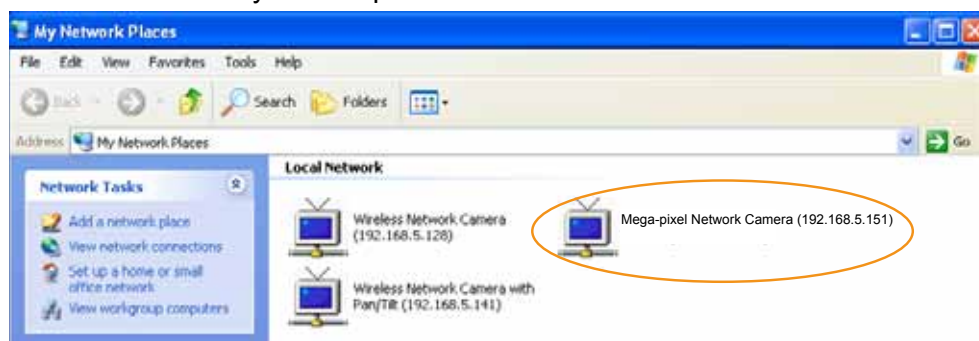 My Network Places
File Edit View Favorites Tools Help
Back Search Folders
Address My Network Places Go
Local Network
Network Tasks
Add a network place
View network connections
Set up a home or small
office network
View workgroup computers
Wireless Network Camera
(192.168.5.128)
Mega-pixel Network Camera (192.168.5.151)
Wireless Network Camera with
Pan/Tilt (192.168.5.141)